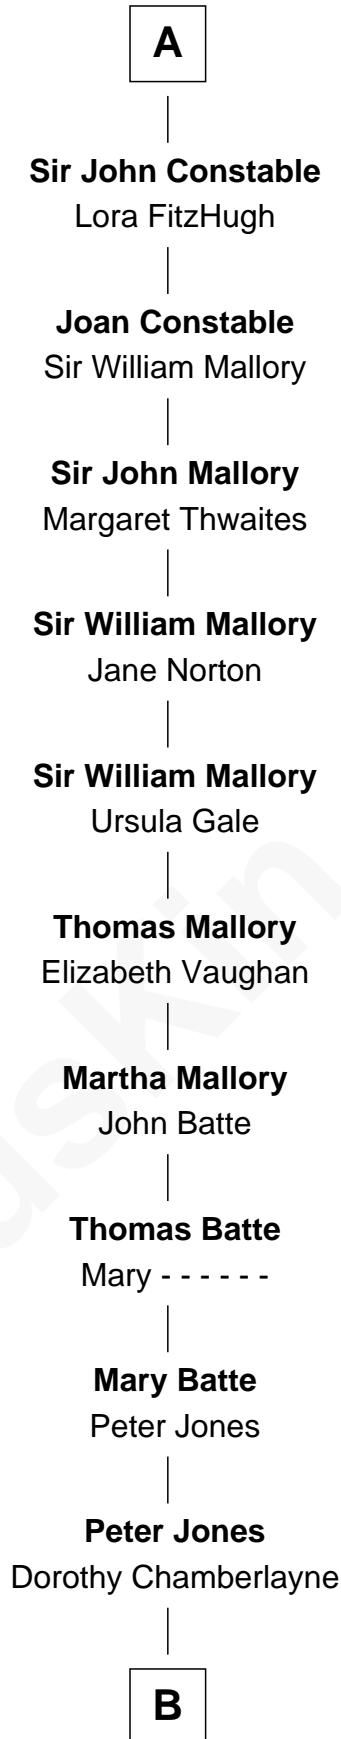 A
Sir John Constable
Lora FitzHugh
Joan Constable
Sir William Mallory
Sir John Mallory
Margaret Thwaites
Sir William Mallory
Jane Norton
Sir William Mallory
Ursula Gale
Thomas Mallory
Elizabeth Vaughan
Martha Mallory
John Batte
Thomas Batte
Mary - - - - - -
Mary Batte
Peter Jones
Peter Jones
Dorothy Chamberlayne
B